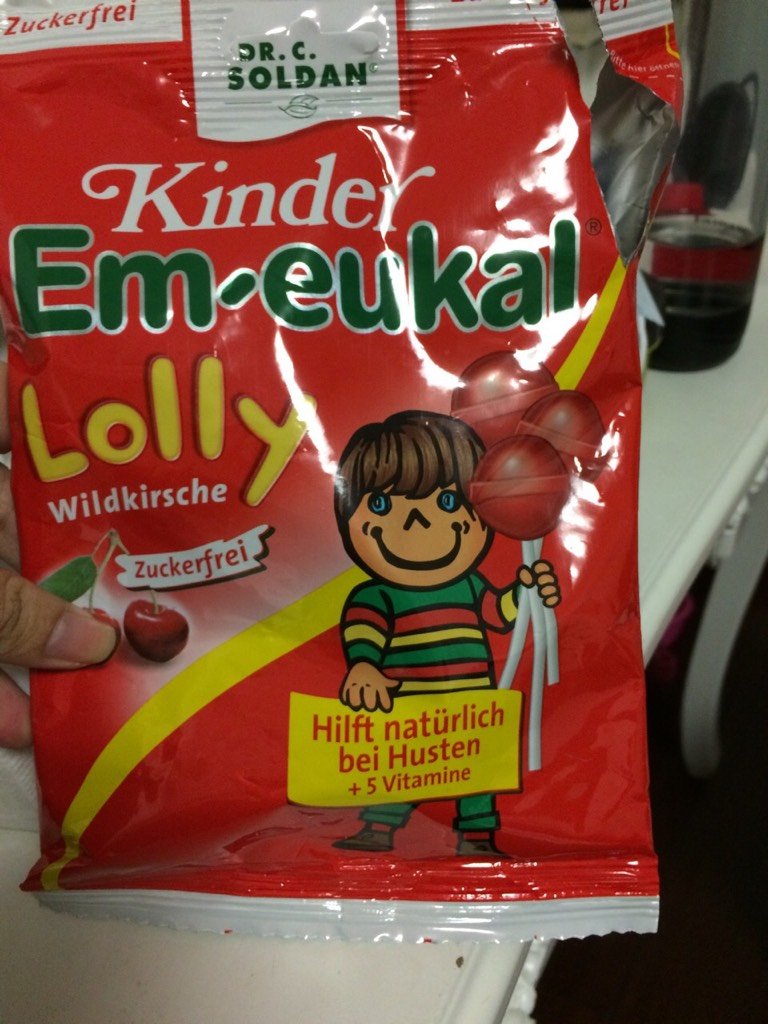 Zuckerfrei
DR. C.
SOLDAN®
Kinder
Em-eukal®
Lolly
Wildkirsche
Zuckerfrei
Hilft natürlich
bei Husten
+ 5 Vitamine